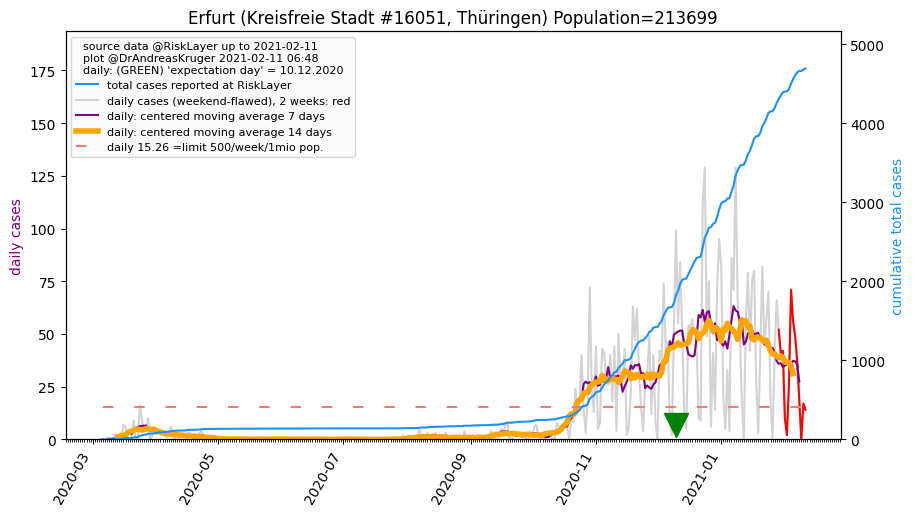 Erfurt (Kreisfreie Stadt #16051, Thüringen) Population=213699
source data @RiskLayer up to 2021-02-11
plot @DrAndreasKruger 2021-02-11 06:48
daily: (GREEN) 'expectation day' = 10.12.2020
total cases reported at RiskLayer
daily cases (weekend-flawed), 2 weeks: red
daily: centered moving average 7 days
daily: centered moving average 14 days
daily 15.26 =limit 500/week/1mio pop.
daily cases
175
150
125
100
75
50
25
0
5000
4000
3000
2000
1000
0
cumulative total cases
2020-03
2020-05
2020-07
2020-09
2020-11
2021-01